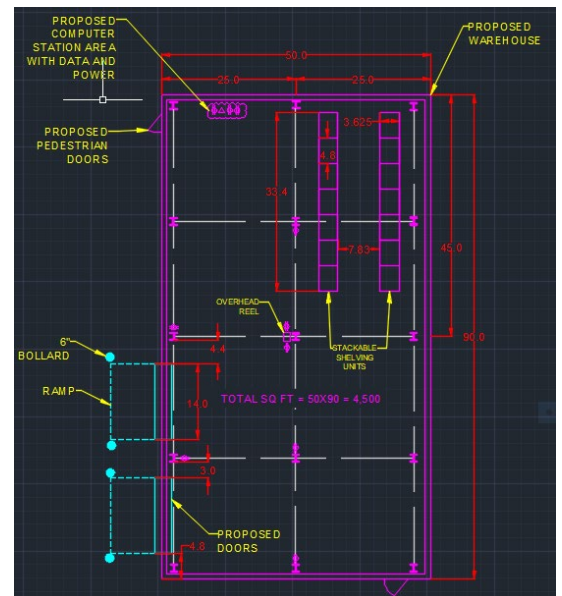 PROPOSED
COMPUTER
STATION AREA
WITH DATA AND
POWER
PROPOSED
WAREHOUSE
50.0
25.0
25.0
PROPOSED
PEDESTRIAN
DOORS
3.625
4.8
33.4
7.83
45.0
90.0
OVERHEAD
REEL
STACKABLE
SHELVING
UNITS
6"
BOLLARD
4.4
RAMP
14.0
TOTAL SQ FT = 50X90 = 4,500
3.0
PROPOSED
DOORS
4.8